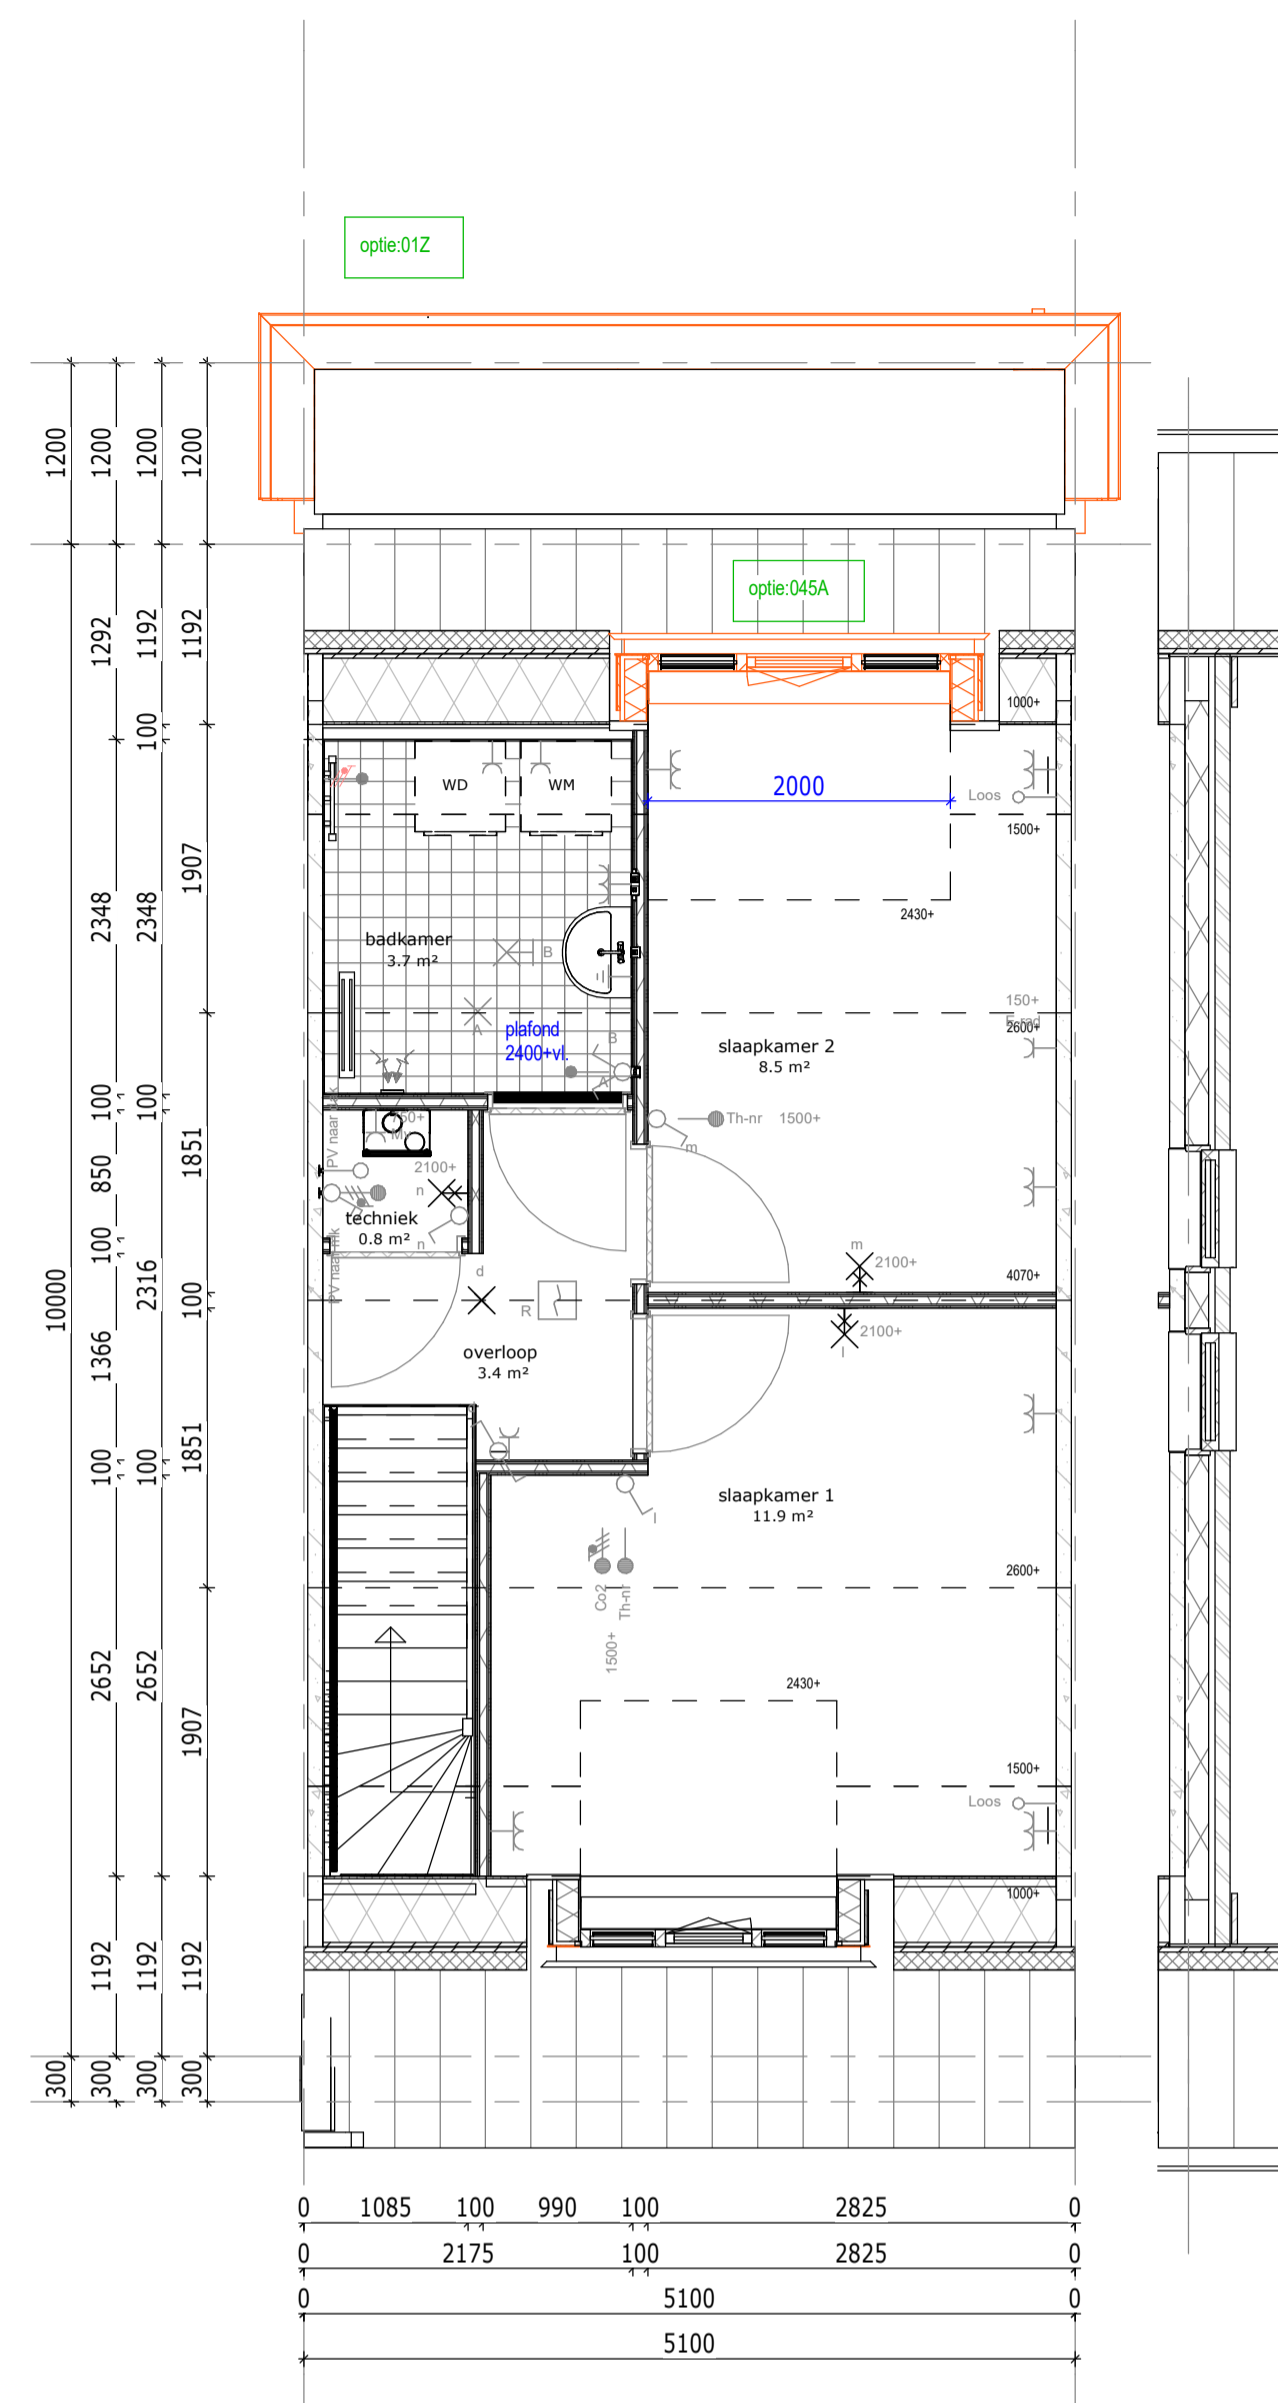 optie:01Z
optie:045A
1200
1200
1200
1200
1292
1192
1192
100
1907
2348
2348
100
100
1851
850
100
2316
100
10000
1366
1851
100
100
2652
2652
1907
1192
1192
1192
300
300
300
300
1000+
WD
WM
2000
Loos
1500+
2430+
badkamer
3.7 m²
B
A
plafond
2400+vl.
B
A
150+
2600+
slaapkamer 2
8.5 m²
Th-nr 1500+
m
2100+
n
techniek
0.8 m²
n
PV naar mk
d
R
m
2100+
4070+
2100+
l
overloop
3.4 m²
slaapkamer 1
11.9 m²
l
2600+
Co2
Th-nr
1500+
2430+
1500+
Loos
1000+
0 1085 100 990 100 2825 0
0 2175 100 2825 0
0 5100 0
5100